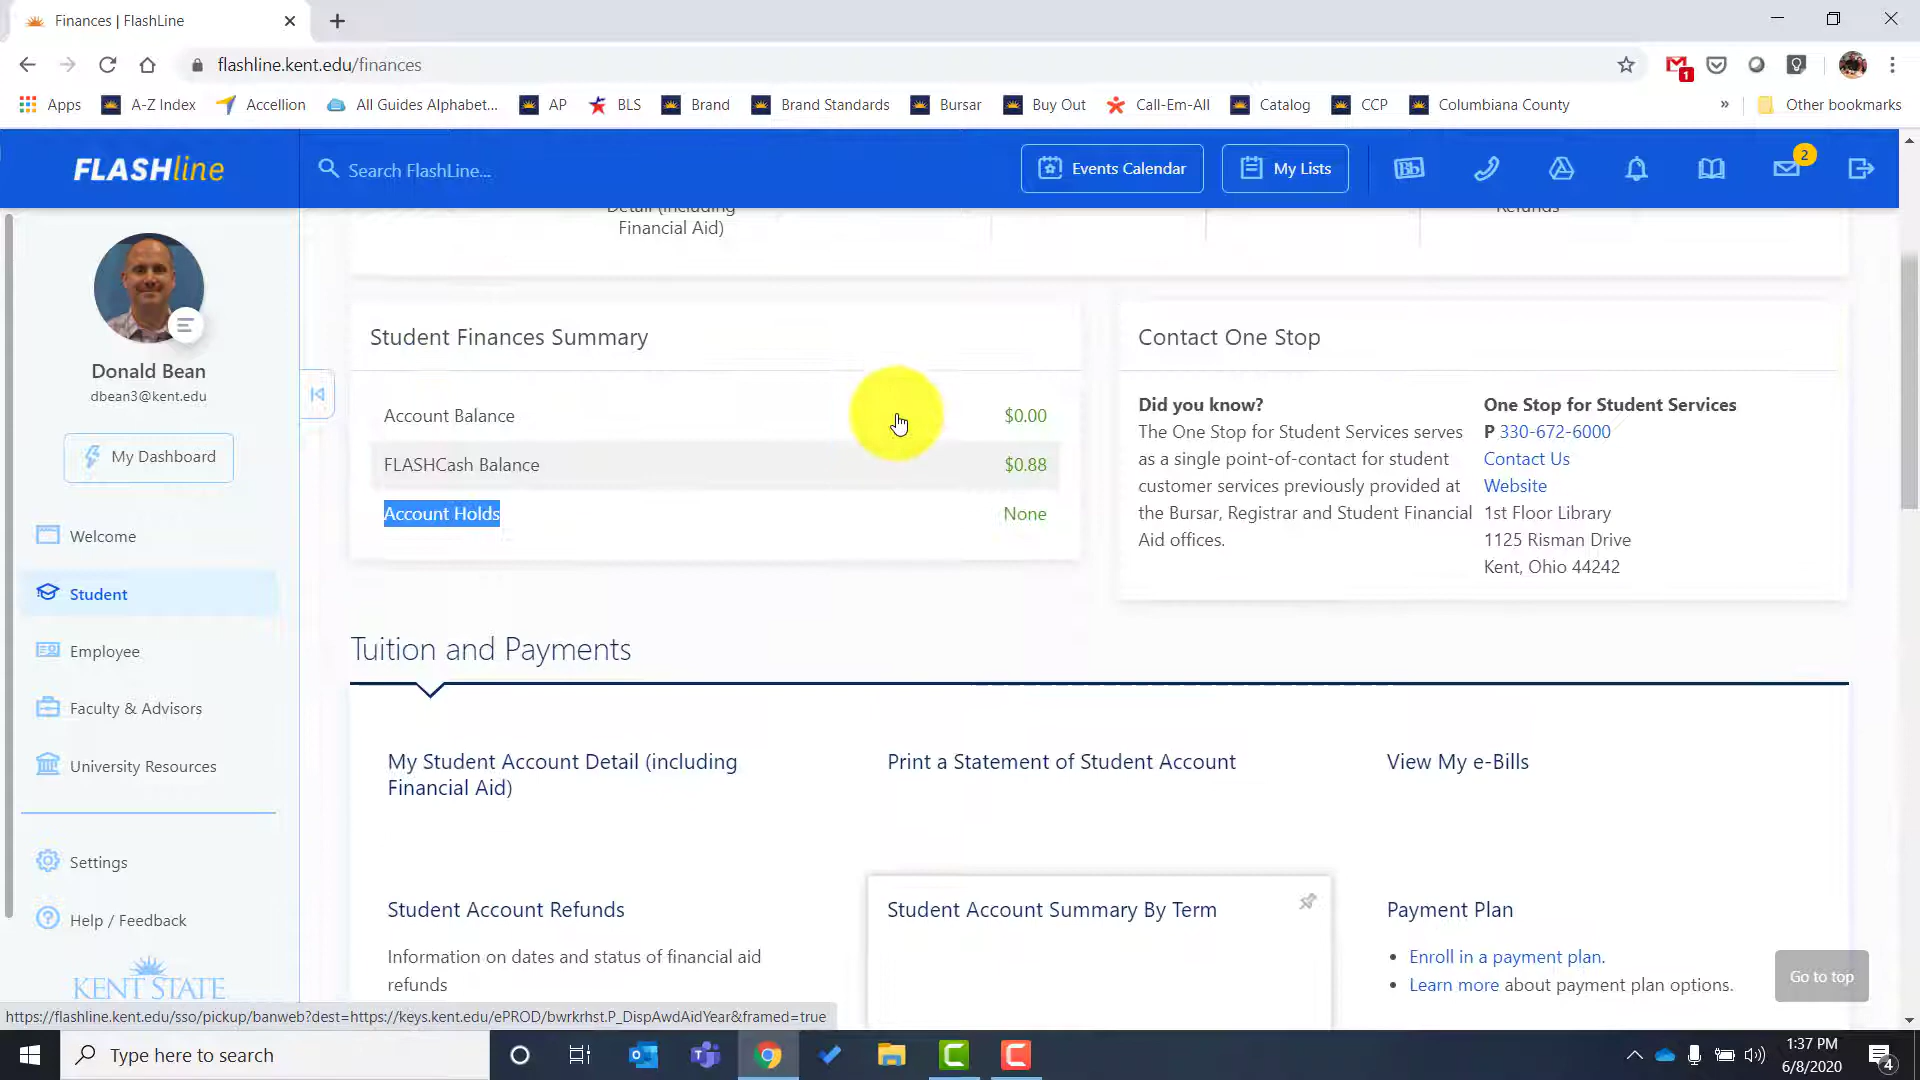 Finances | FlashLine
flashline.kent.edu/finances
1
Apps
A-Z Index
Accellion
All Guides Alphabet...
AP
BLS
Brand
Brand Standards
Bursar
Buy Out
Call-Em-All
Catalog
CCP
Columbiana County
»
Other bookmarks
FLASHline
Search FlashLine...
Events Calendar
My Lists
Bb
2
Detail (including
Financial Aid)
Refunds
Donald Bean
dbean3@kent.edu
My Dashboard
Welcome
Student
Employee
Faculty & Advisors
University Resources
Settings
Help / Feedback
KENT STATE
Student Finances Summary
Account Balance $0.00
FLASHCash Balance $0.88
Account Holds None
Contact One Stop
Did you know?
The One Stop for Student Services serves
as a single point-of-contact for student
customer services previously provided at
the Bursar, Registrar and Student Financial
Aid offices.
One Stop for Student Services
P 330-672-6000
Contact Us
Website
1st Floor Library
1125 Risman Drive
Kent, Ohio 44242
Tuition and Payments
My Student Account Detail (including
Financial Aid)
Print a Statement of Student Account
View My e-Bills
Student Account Refunds
Information on dates and status of financial aid
refunds
Student Account Summary By Term
Payment Plan
• Enroll in a payment plan.
• Learn more about payment plan options.
Go to top
https://flashline.kent.edu/sso/pickup/banweb?dest=https://keys.kent.edu/ePROD/bwrkrhst.P_DispAwdAidYear&framed=true
Type here to search
1:37 PM
6/8/2020
4